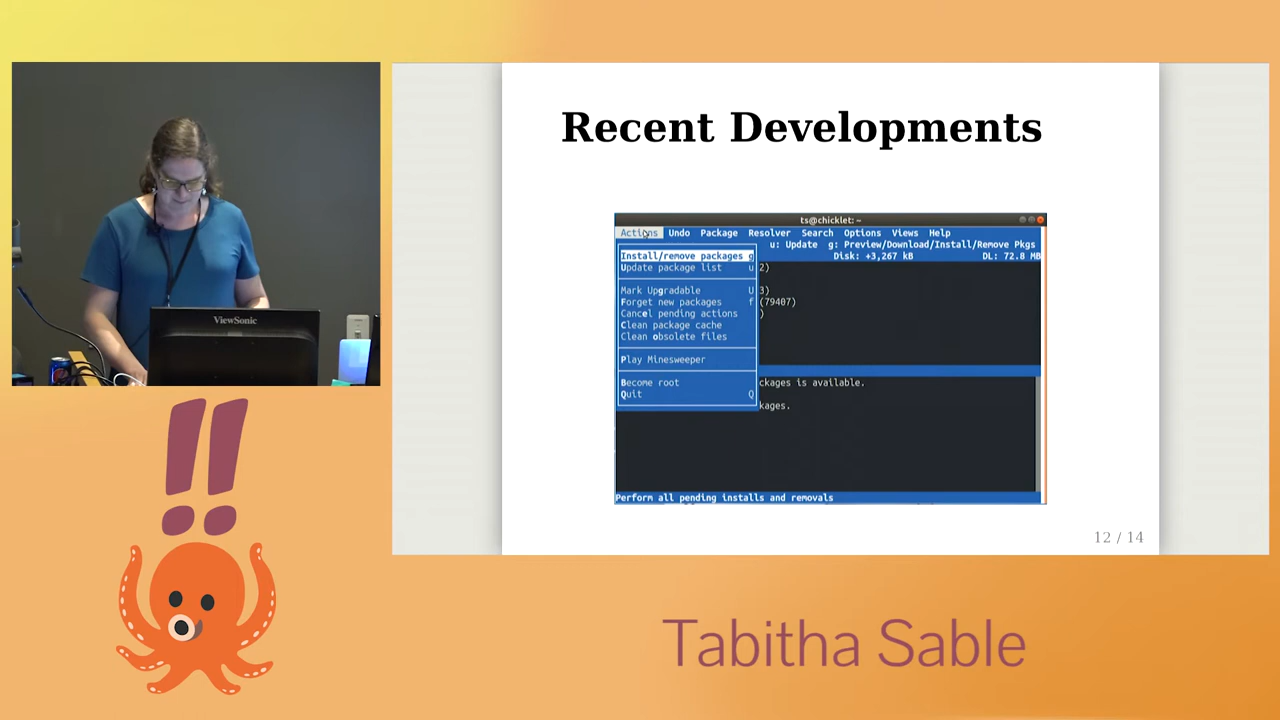 Recent Developments
ts@chicklet: ~
Actions Undo Package Resolver Search Options Views Help
u: Update g: Preview/Download/Install/Remove Pkgs
Install/remove packages g Disk: +3,267 kB DL: 72.8 MB
Update package list u 2)
Mark Upgradable U 3)
Forget new packages f (79407)
Cancel pending actions )
Clean package cache
Clean obsolete files
Play Minesweeper
Become root ckages is available.
Quit Q
kages.
Perform all pending installs and removals
12 / 14
ViewSonic
!!
Tabitha Sable